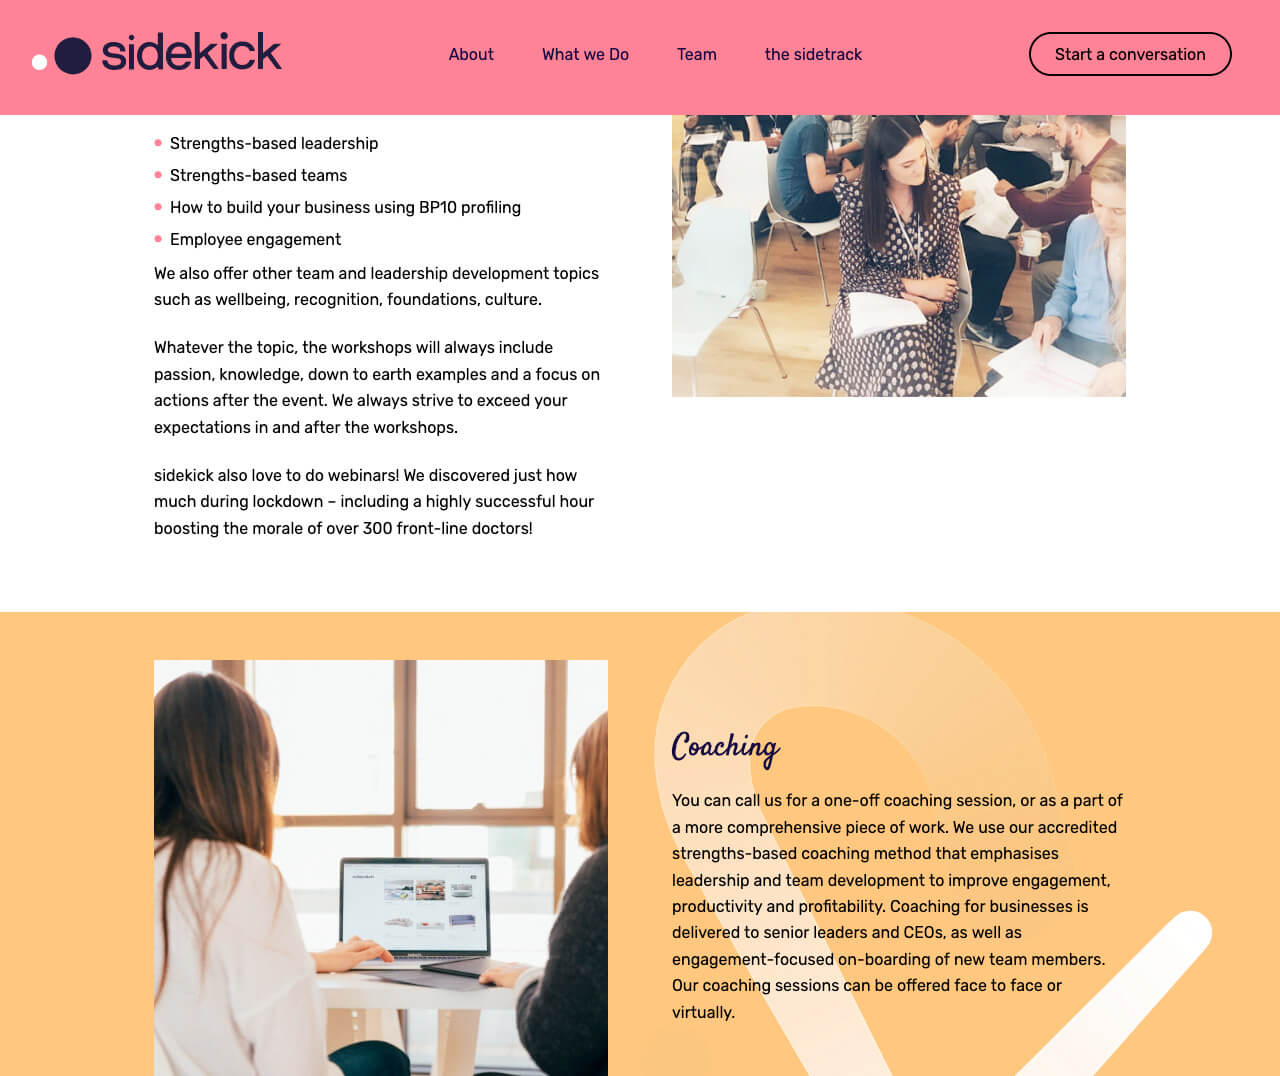 sidekick
About What we Do Team the sidetrack Start a conversation
Strengths-based leadership
Strengths-based teams
How to build your business using BP10 profiling
Employee engagement
We also offer other team and leadership development topics
such as wellbeing, recognition, foundations, culture.
Whatever the topic, the workshops will always include
passion, knowledge, down to earth examples and a focus on
actions after the event. We always strive to exceed your
expectations in and after the workshops.
sidekick also love to do webinars! We discovered just how
much during lockdown – including a highly successful hour
boosting the morale of over 300 front-line doctors!
Coaching
You can call us for a one-off coaching session, or as a part of
a more comprehensive piece of work. We use our accredited
strengths-based coaching method that emphasises
leadership and team development to improve engagement,
productivity and profitability. Coaching for businesses is
delivered to senior leaders and CEOs, as well as
engagement-focused on-boarding of new team members.
Our coaching sessions can be offered face to face or
virtually.